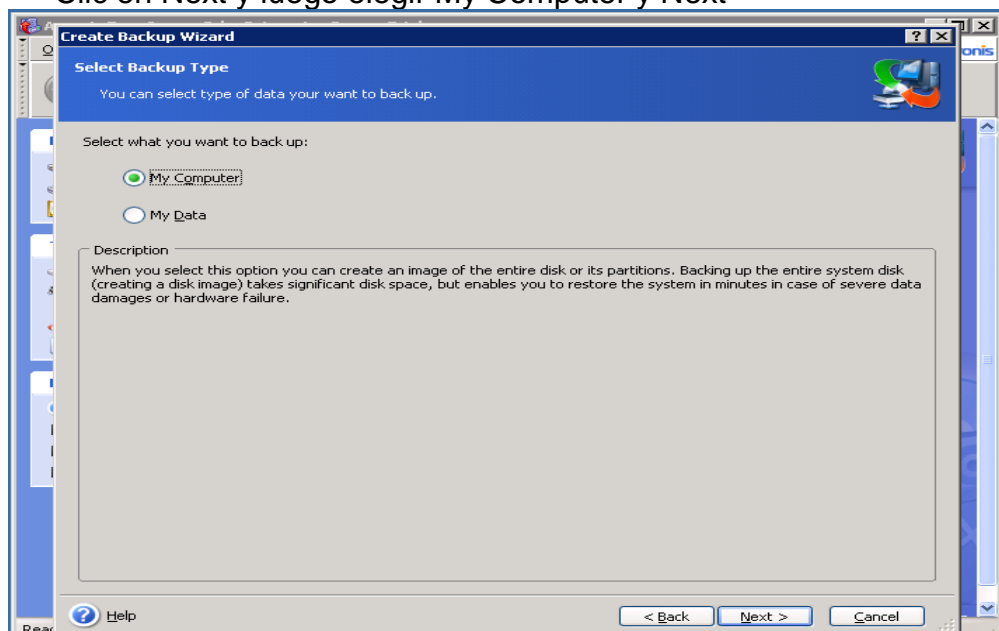 Clic en Next y luego elegir My Computer y Next
Create Backup Wizard
Select Backup Type
You can select type of data your want to back up.
Select what you want to back up:
My Computer
My Data
Description
When you select this option you can create an image of the entire disk or its partitions. Backing up the entire system disk
(creating a disk image) takes significant disk space, but enables you to restore the system in minutes in case of severe data
damages or hardware failure.
Help
< Back
Next >
Cancel